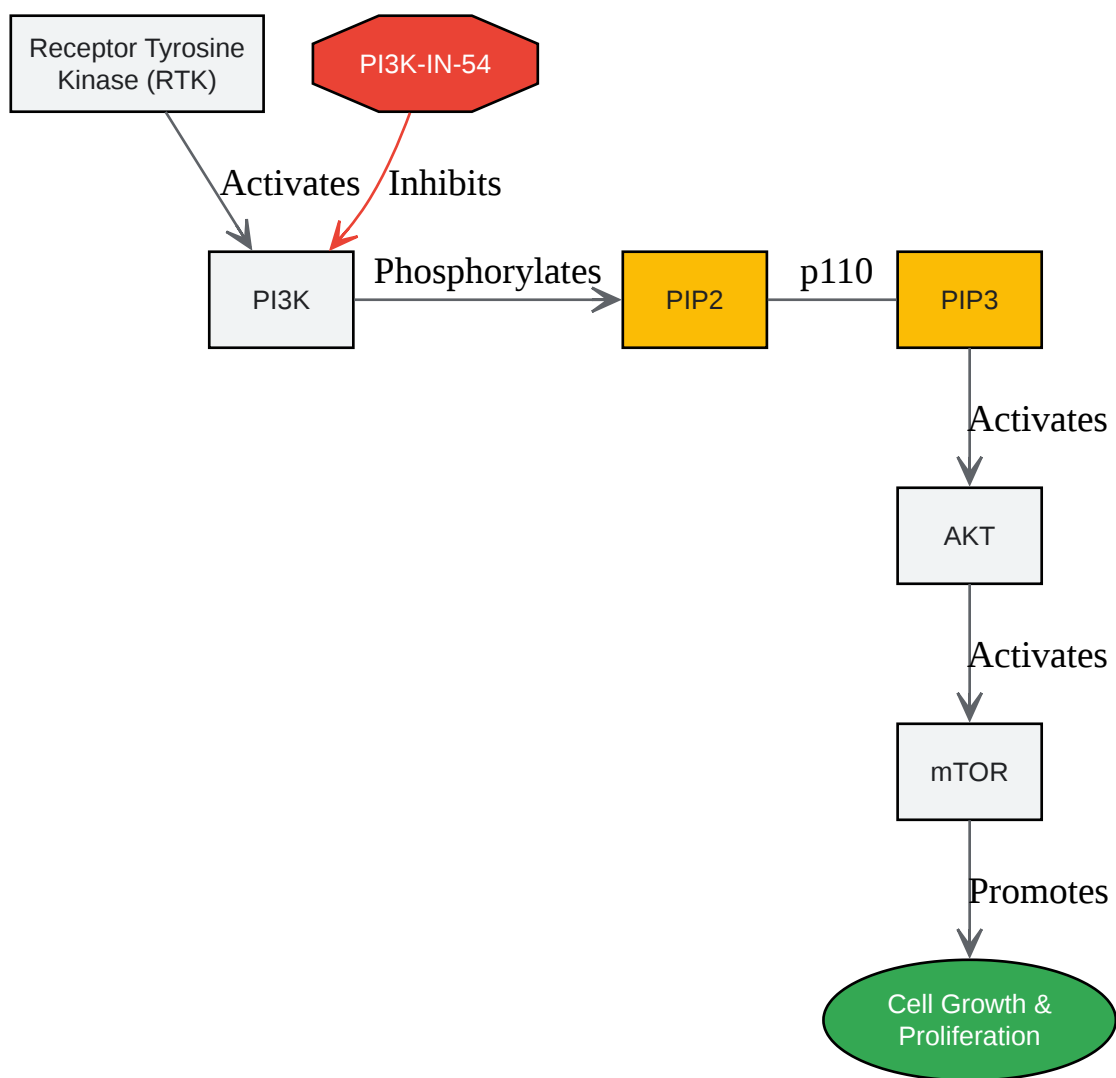 Receptor Tyrosine
Kinase (RTK)
PI3K-IN-54
Activates
Inhibits
PI3K
Phosphorylates
PIP2
p110
PIP3
Activates
AKT
Activates
mTOR
Promotes
Cell Growth &
Proliferation